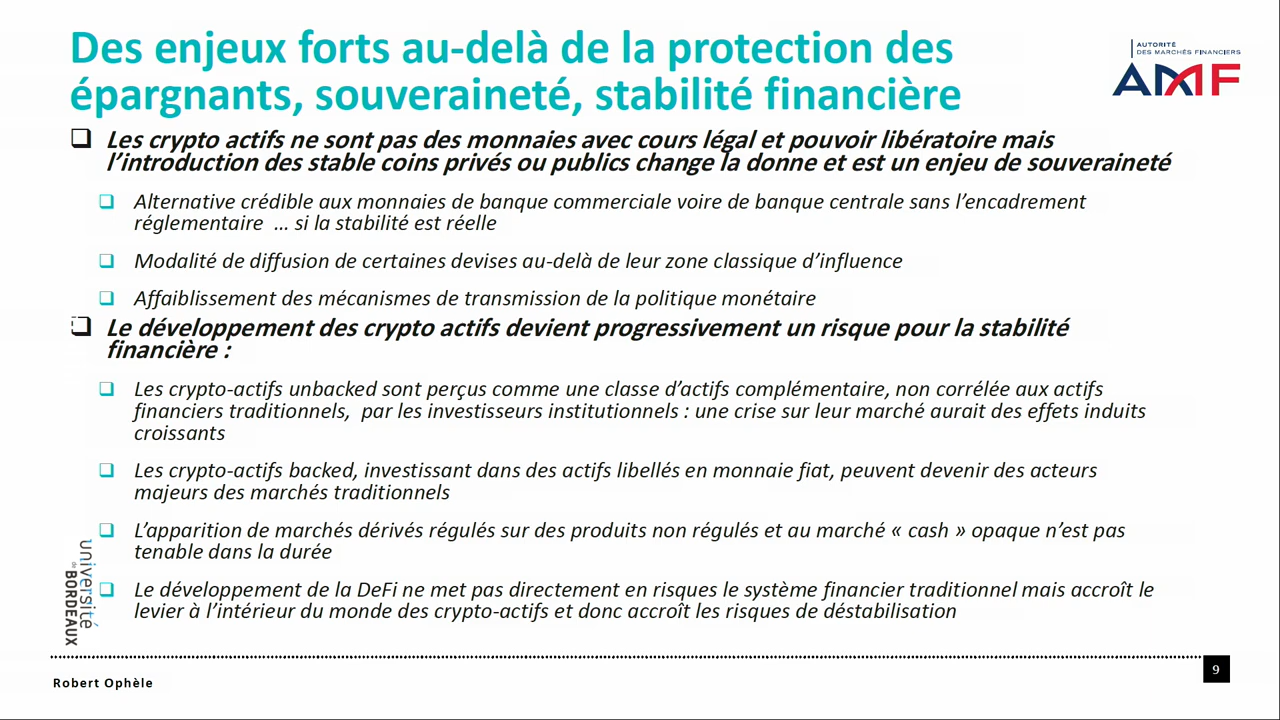 Des enjeux forts au-delà de la protection des
épargnants, souveraineté, stabilité financière
AUTORITÉ
DES MARCHÉS FINANCIERS
AMF
Les crypto actifs ne sont pas des monnaies avec cours légal et pouvoir libératoire mais
l'introduction des stable coins privés ou publics change la donne et est un enjeu de souveraineté
Alternative crédible aux monnaies de banque commerciale voire de banque centrale sans l'encadrement
réglementaire ... si la stabilité est réelle
Modalité de diffusion de certaines devises au-delà de leur zone classique d'influence
Affaiblissement des mécanismes de transmission de la politique monétaire
Le développement des crypto actifs devient progressivement un risque pour la stabilité
financière :
Les crypto-actifs unbacked sont perçus comme une classe d'actifs complémentaire, non corrélée aux actifs
financiers traditionnels, par les investisseurs institutionnels : une crise sur leur marché aurait des effets induits
croissants
Les crypto-actifs backed, investissant dans des actifs libellés en monnaie fiat, peuvent devenir des acteurs
majeurs des marchés traditionnels
L'apparition de marchés dérivés régulés sur des produits non régulés et au marché « cash » opaque n'est pas
tenable dans la durée
Le développement de la DeFi ne met pas directement en risques le système financier traditionnel mais accroît le
levier à l'intérieur du monde des crypto-actifs et donc accroît les risques de déstabilisation
université
de BORDEAUX
Robert Ophèle
9